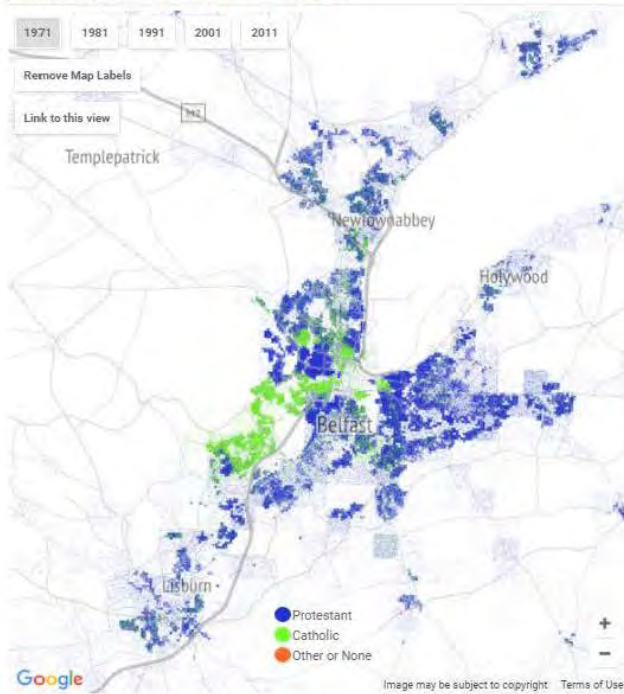 1971 1981 1991 2001 2011
Remove Map Labels
Link to this view
M2
Templepatrick
Newtownabbey
Holywood
Belfast
Lisburn
Protestant
Catholic
Other or None
+
−
Google
Image may be subject to copyright Terms of Use